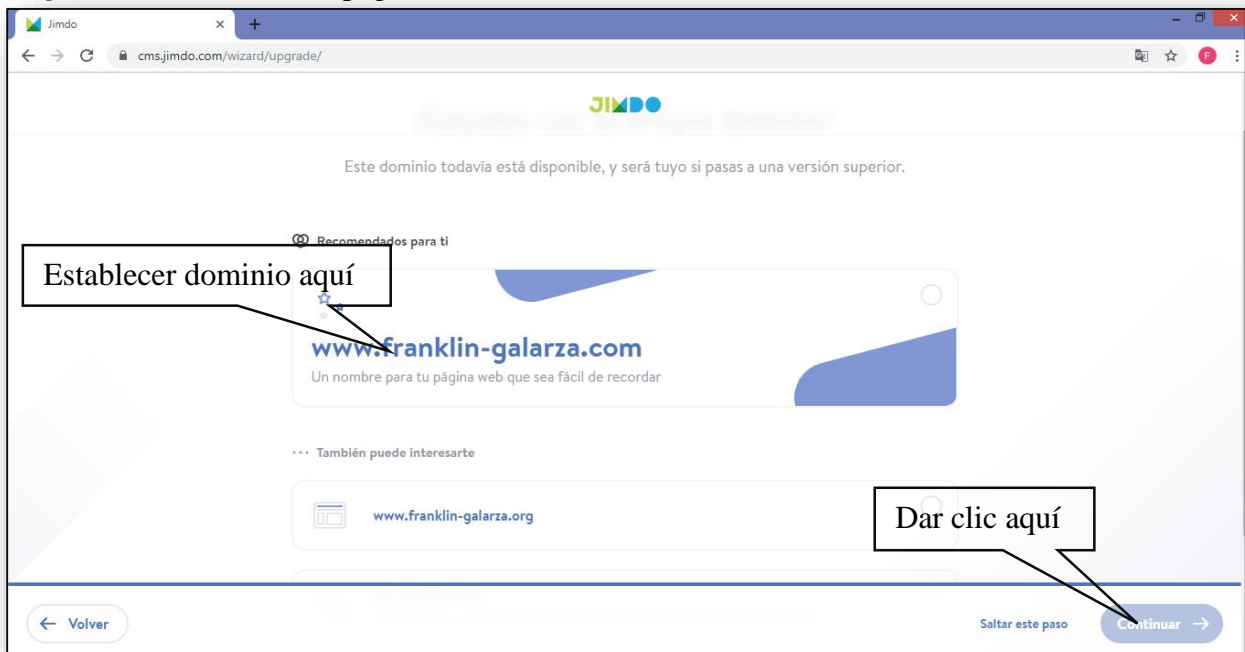 Jimdo
cms.jimdo.com/wizard/upgrade/
F
JIMDO
Este dominio todavía está disponible, y será tuyo si pasas a una versión superior.
Recomendados para ti
Establecer dominio aquí
www.franklin-galarza.com
Un nombre para tu página web que sea fácil de recordar
También puede interesarte
www.franklin-galarza.org
Dar clic aquí
Volver
Saltar este paso
Continuar